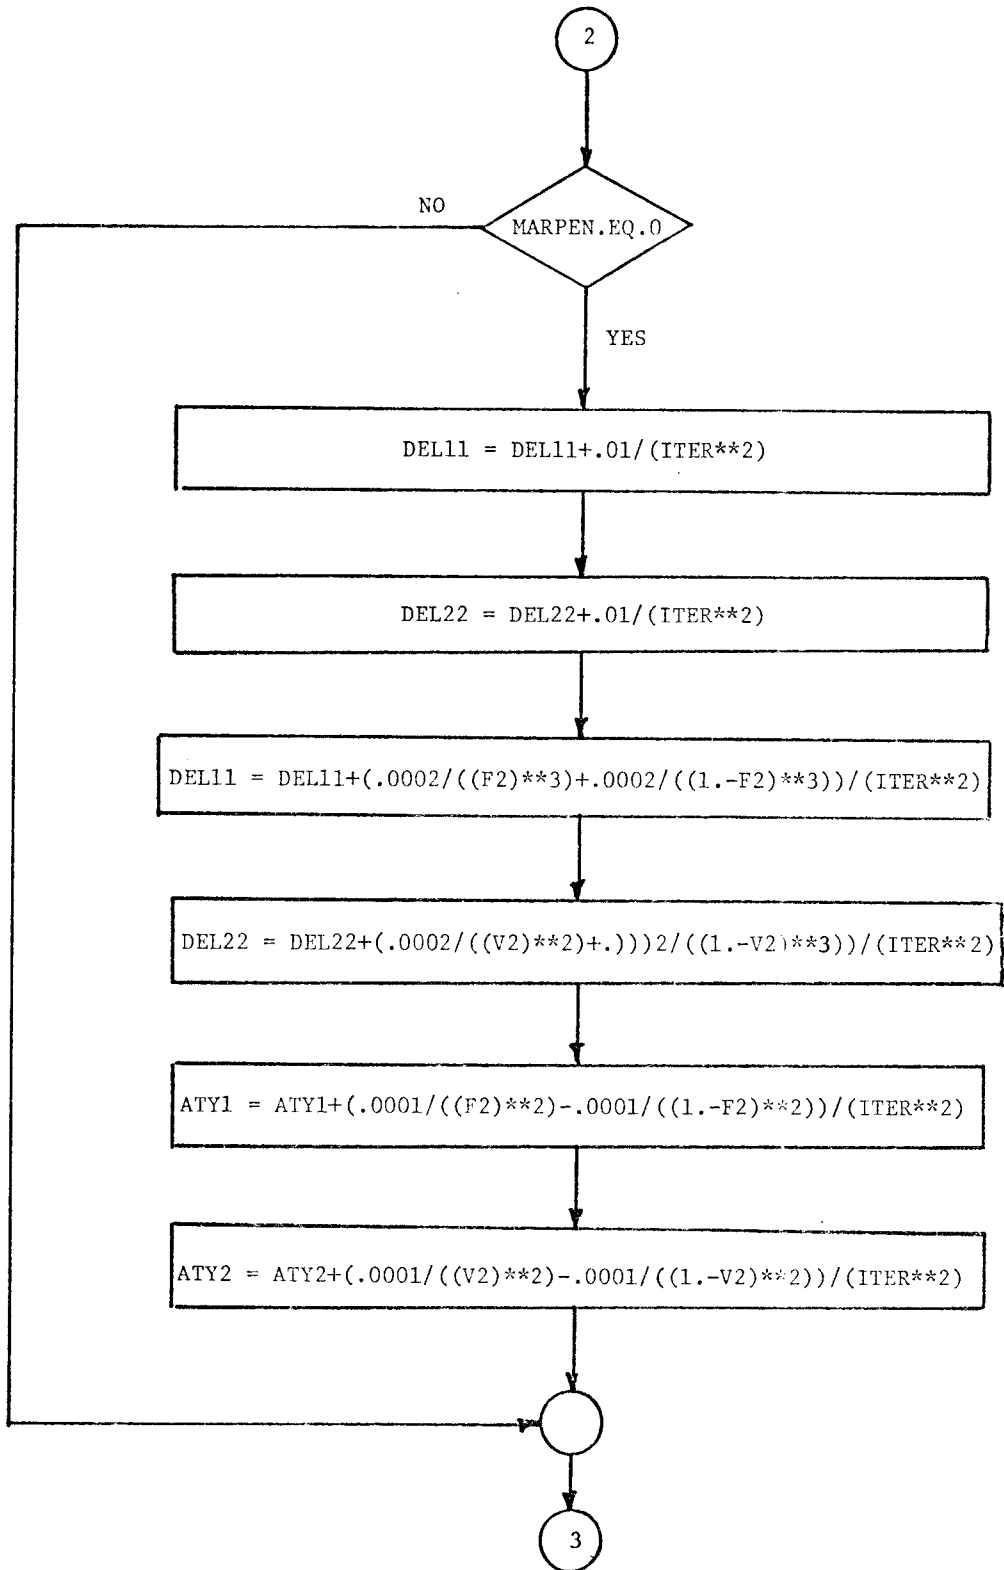 2
MARPEN.EQ.0
NO
YES
DEL11 = DEL11+.01/(ITER**2)
DEL22 = DEL22+.01/(ITER**2)
DEL11 = DEL11+(.0002/((F2)**3)+.0002/((1.-F2)**3))/(ITER**2)
DEL22 = DEL22+(.0002/((V2)**2)+.)))2/((1.-V2)**3))/(ITER**2)
ATY1 = ATY1+(.0001/((F2)**2)-.0001/((1.-F2)**2))/(ITER**2)
ATY2 = ATY2+(.0001/((V2)**2)-.0001/((1.-V2)**2))/(ITER**2)
3